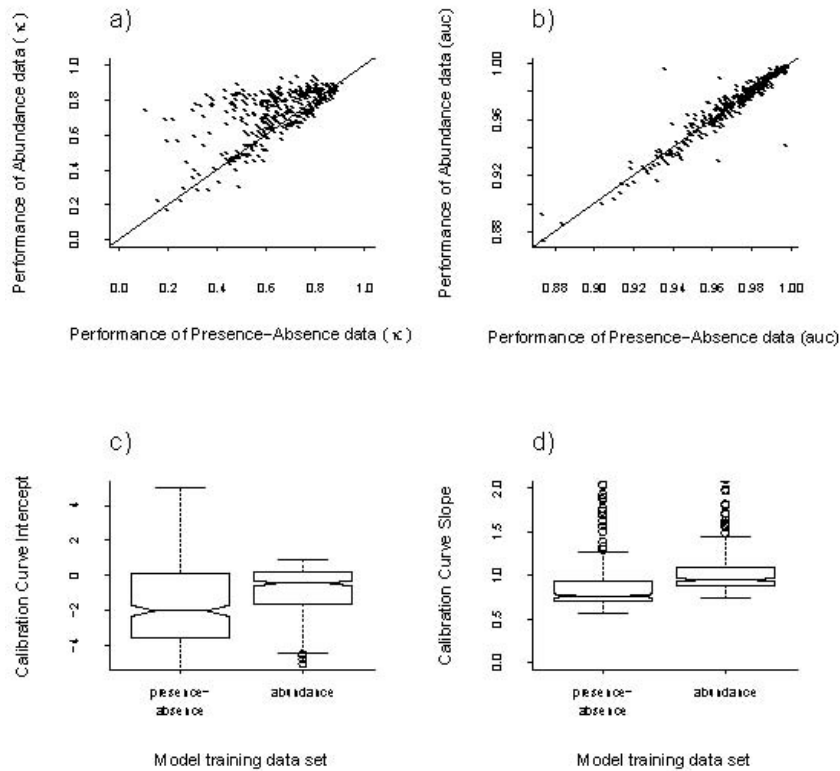 a)
Performance of Abundance data (κ)
1.0
0.8
0.6
0.4
0.2
0.0
0.0 0.2 0.4 0.6 0.8 1.0
Performance of Presence-Absence data (κ)
b)
Performance of Abundance data (auc)
1.00
0.96
0.92
0.88
0.88 0.90 0.92 0.94 0.96 0.98 1.00
Performance of Presence-Absence data (auc)
c)
Calibration Curve Intercept
4
2
0
-2
-4
presence-
absence
abundance
Model training data set
d)
Calibration Curve Slope
2.0
1.5
1.0
0.5
0.0
presence-
absence
abundance
Model training data set